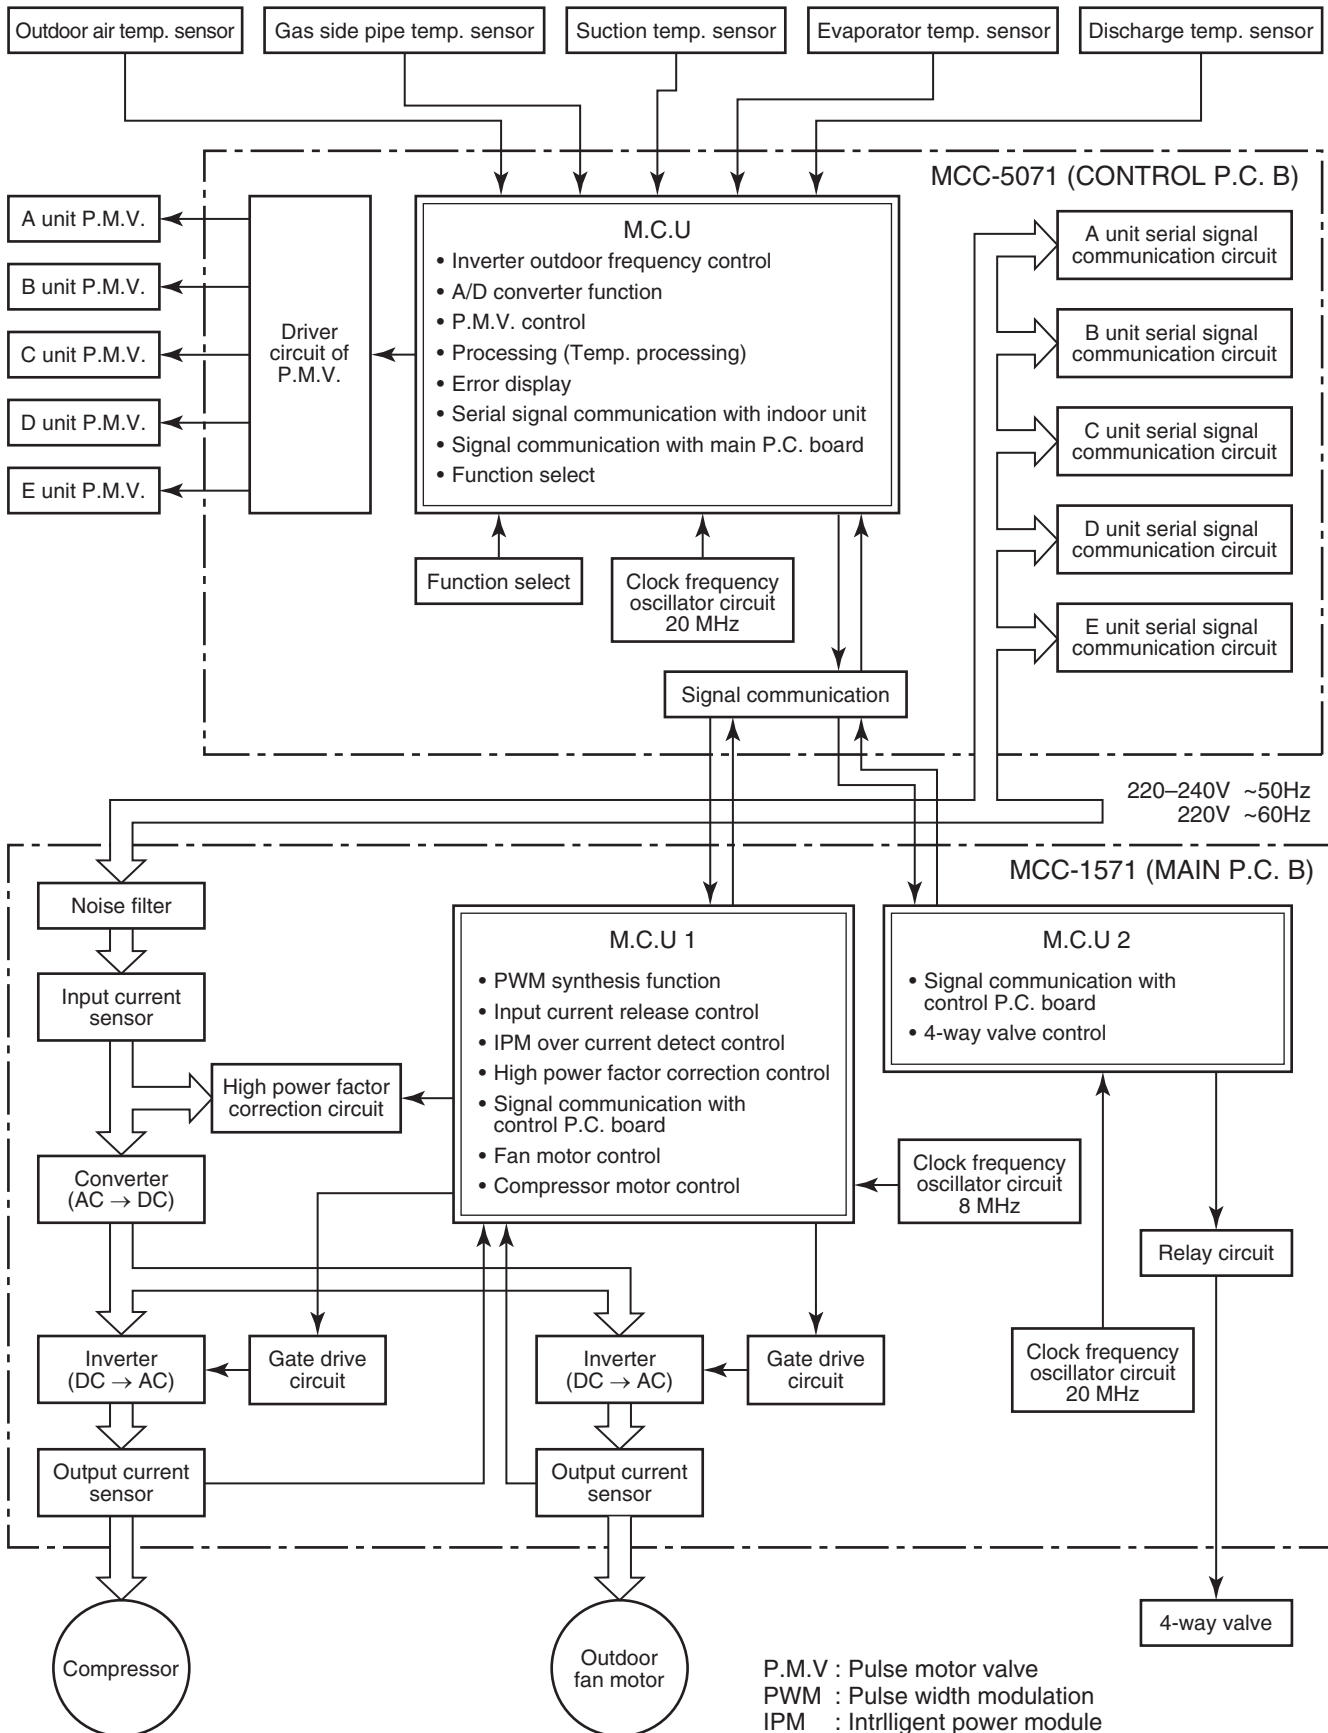 Outdoor air temp. sensor
Gas side pipe temp. sensor
Suction temp. sensor
Evaporator temp. sensor
Discharge temp. sensor
MCC-5071 (CONTROL P.C. B)
A unit P.M.V.
B unit P.M.V.
C unit P.M.V.
D unit P.M.V.
E unit P.M.V.
Driver
circuit of
P.M.V.
M.C.U
• Inverter outdoor frequency control
• A/D converter function
• P.M.V. control
• Processing (Temp. processing)
• Error display
• Serial signal communication with indoor unit
• Signal communication with main P.C. board
• Function select
A unit serial signal
communication circuit
B unit serial signal
communication circuit
C unit serial signal
communication circuit
D unit serial signal
communication circuit
E unit serial signal
communication circuit
Function select
Clock frequency
oscillator circuit
20 MHz
Signal communication
220–240V ~50Hz
220V ~60Hz
MCC-1571 (MAIN P.C. B)
Noise filter
Input current
sensor
High power factor
correction circuit
Converter
(AC → DC)
M.C.U 1
• PWM synthesis function
• Input current release control
• IPM over current detect control
• High power factor correction control
• Signal communication with
control P.C. board
• Fan motor control
• Compressor motor control
M.C.U 2
• Signal communication with
control P.C. board
• 4-way valve control
Clock frequency
oscillator circuit
8 MHz
Relay circuit
Inverter
(DC → AC)
Gate drive
circuit
Inverter
(DC → AC)
Gate drive
circuit
Clock frequency
oscillator circuit
20 MHz
Output current
sensor
Output current
sensor
Compressor
Outdoor
fan motor
4-way valve
P.M.V : Pulse motor valve
PWM : Pulse width modulation
IPM : Intrlligent power module